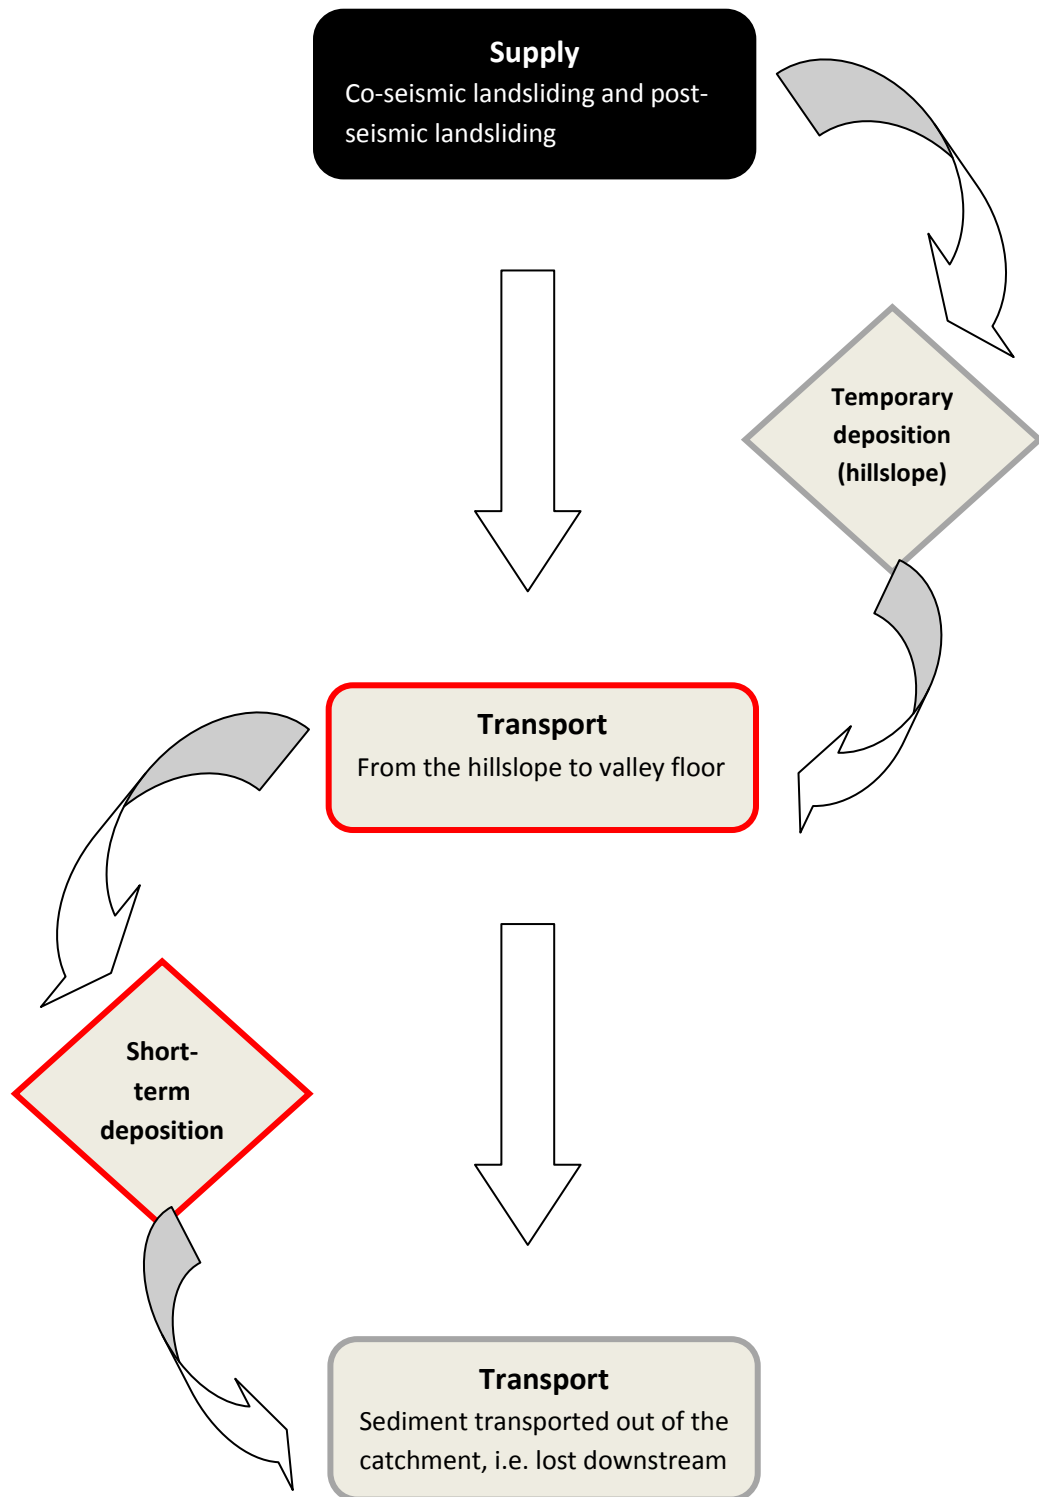 Supply
Co-seismic landsliding and post-
seismic landsliding
Temporary
deposition
(hillslope)
Transport
From the hillslope to valley floor
Short-
term
deposition
Transport
Sediment transported out of the
catchment, i.e. lost downstream